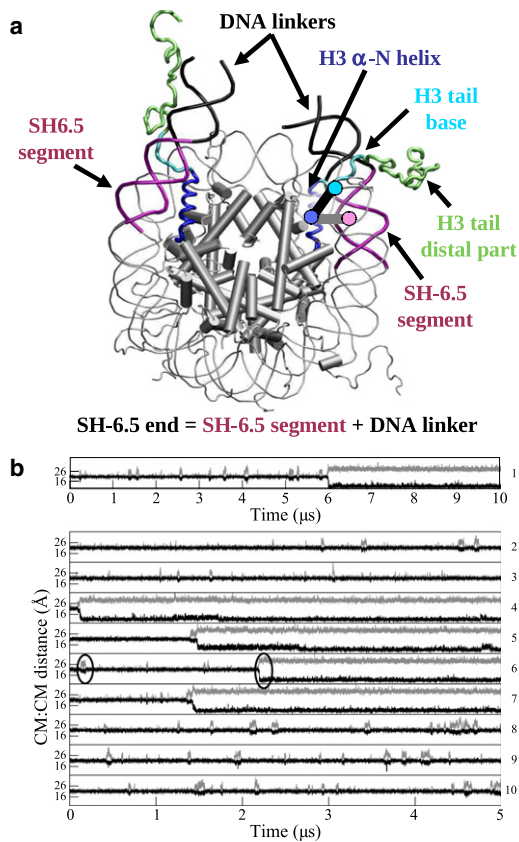 a
DNA linkers
H3 α-N helix
H3 tail
base
SH6.5
segment
H3 tail
distal part
SH-6.5
segment
SH-6.5 end = SH-6.5 segment + DNA linker
b
26
16
1
0 1 2 3 4 5 6 7 8 9 10
Time (μs)
CM:CM distance (Å)
26
16
2
26
16
3
26
16
4
26
16
5
26
16
6
26
16
7
26
16
8
26
16
9
26
16
10
0 1 2 3 4 5
Time (μs)